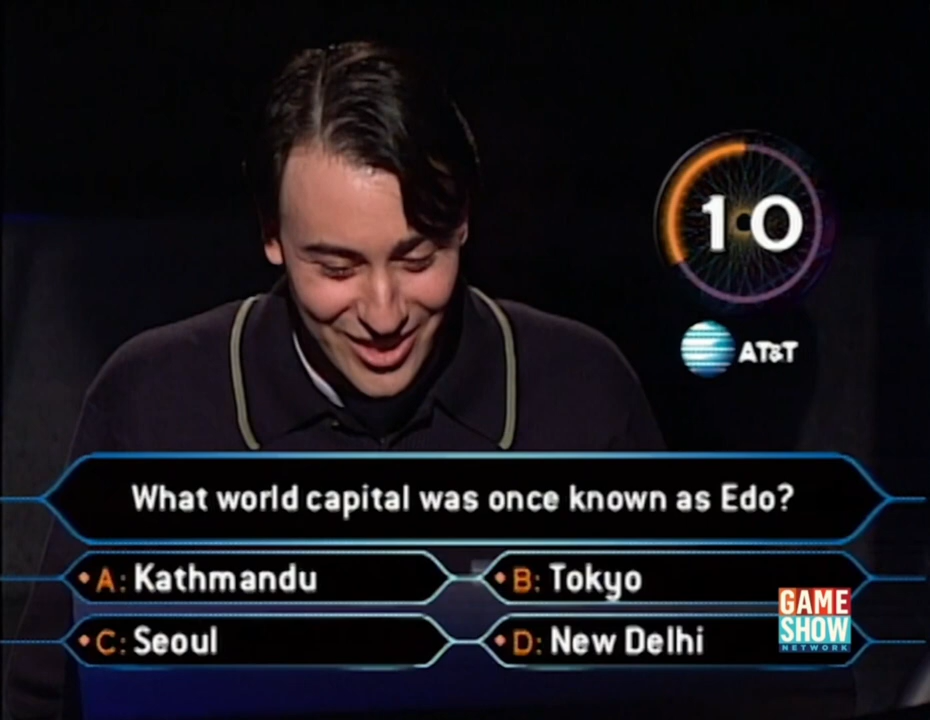 10
AT&T
What world capital was once known as Edo?
A: Kathmandu
B: Tokyo
C: Seoul
D: New Delhi
GAME
SHOW
NETWORK